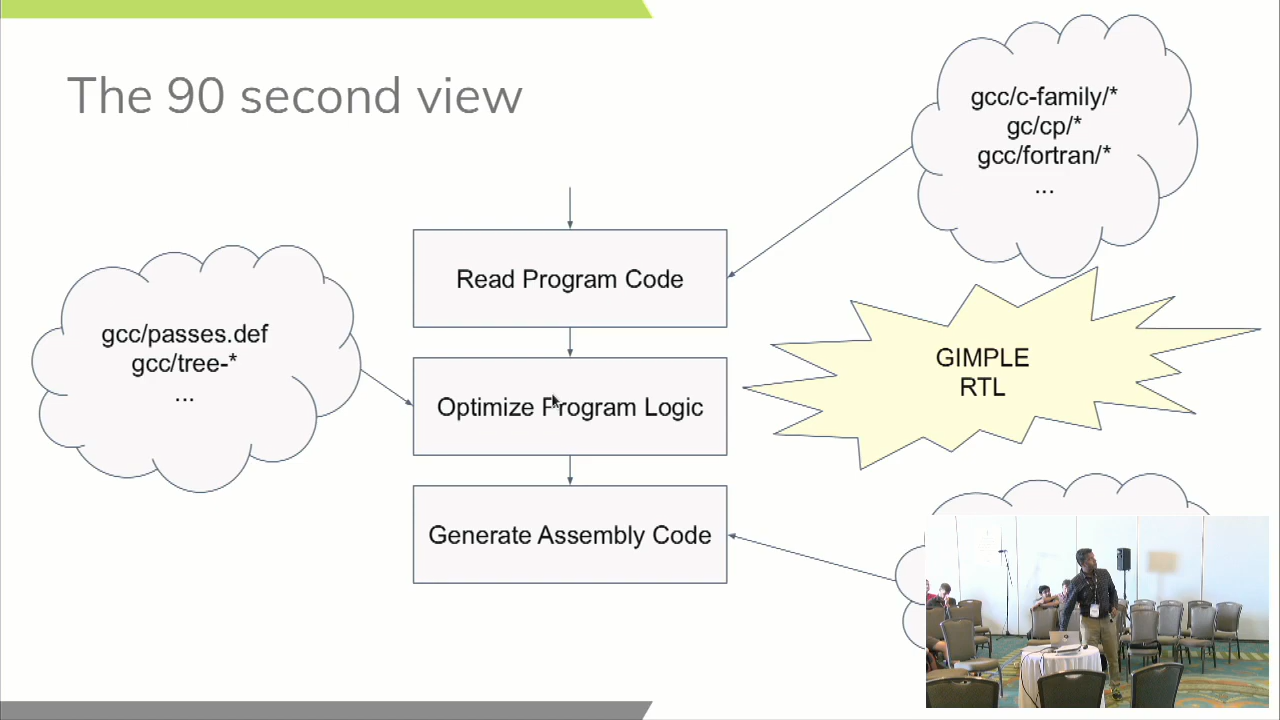 The 90 second view
gcc/c-family/*
gc/cp/*
gcc/fortran/*
...
Read Program Code
gcc/passes.def
gcc/tree-*
...
Optimize Program Logic
GIMPLE
RTL
Generate Assembly Code